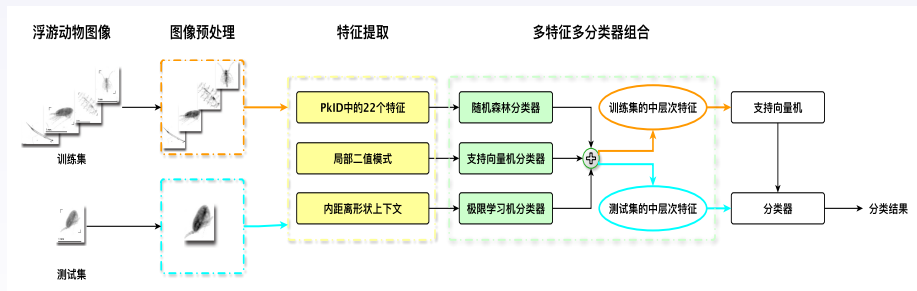 浮游动物图像
图像预处理
特征提取
多特征多分类器组合
训练集
PkID中的22个特征
随机森林分类器
训练集的中层次特征
支持向量机
局部二值模式
支持向量机分类器
测试集
内距离形状上下文
极限学习机分类器
测试集的中层次特征
分类器
分类结果